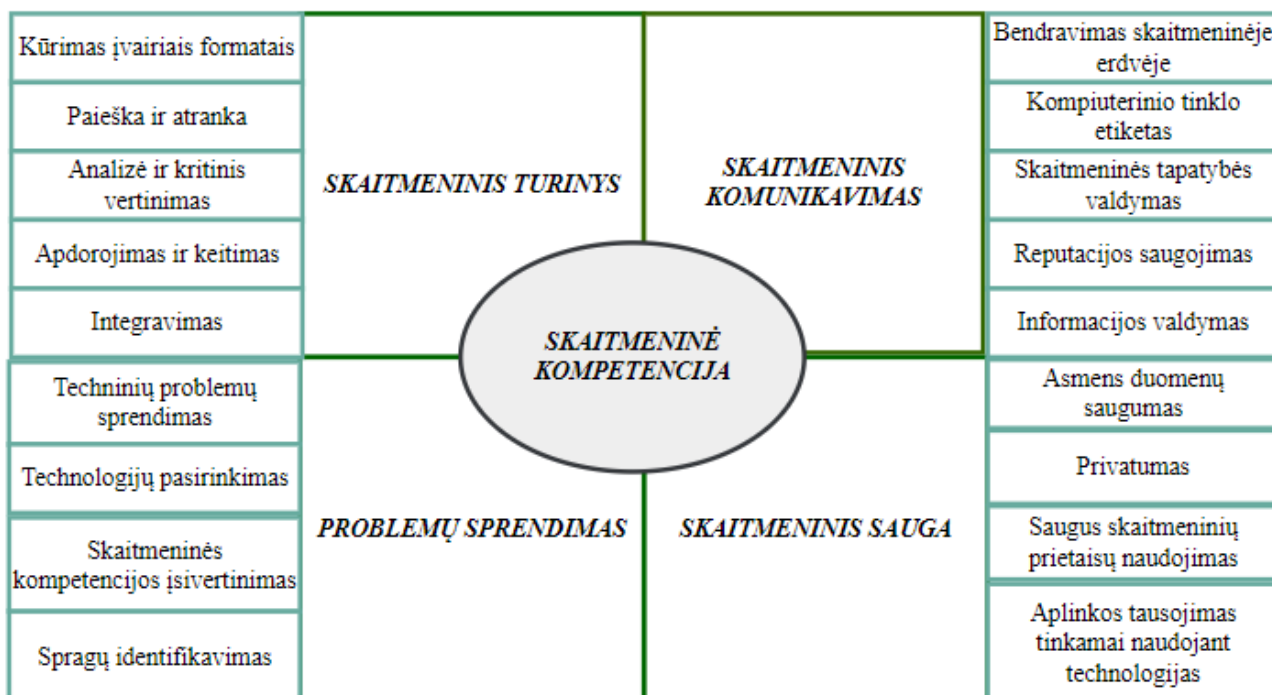 Kūrimas įvairiais formatais
Paieška ir atranka
Analizė ir kritinis
vertinimas
Apdorojimas ir keitimas
Integravimas
SKAITMENINIS TURINYS
SKAITMENINIS
KOMUNIKAVIMAS
Bendravimas skaitmeninėje
erdvėje
Kompiuterinio tinklo
etiketas
Skaitmeninės tapatybės
valdymas
Reputacijos saugojimas
Informacijos valdymas
SKAITMENINĖ
KOMPETENCIJA
Techninių problemų
sprendimas
Technologijų pasirinkimas
Skaitmeninės
kompetencijos įsivertinimas
Spragų identifikavimas
PROBLEMŲ SPRENDIMAS
SKAITMENINIS SAUGA
Asmens duomenų
saugumas
Privatumas
Saugus skaitmeninių
prietaisų naudojimas
Aplinkos tausojimas
tinkamai naudojant
technologijas